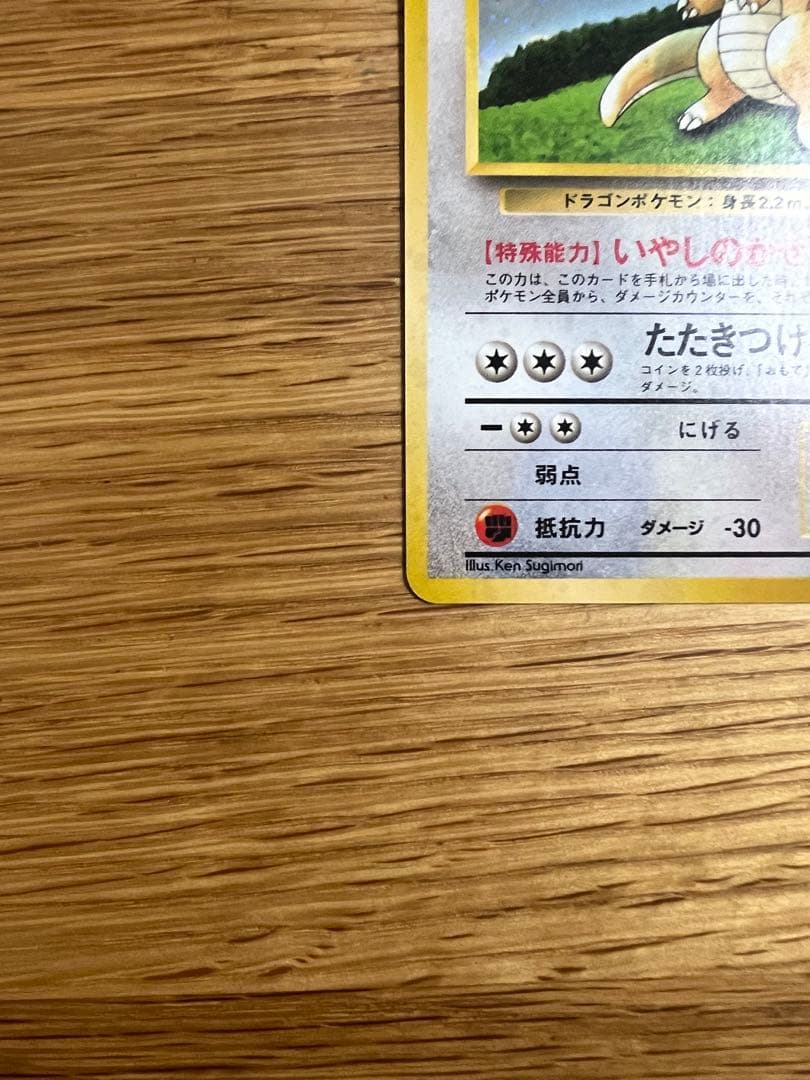 ドラゴンポケモン：身長2.2m
【特殊能力】いやしのかぜ
この力は、このカードを手札から場に出した時、
ポケモン全員から、ダメージカウンターを、それ
たたきつけ
コインを2枚投げ、「おもて」
ダメージ。
にげる
弱点
抵抗力 ダメージ -30
Illus.Ken Sugimori